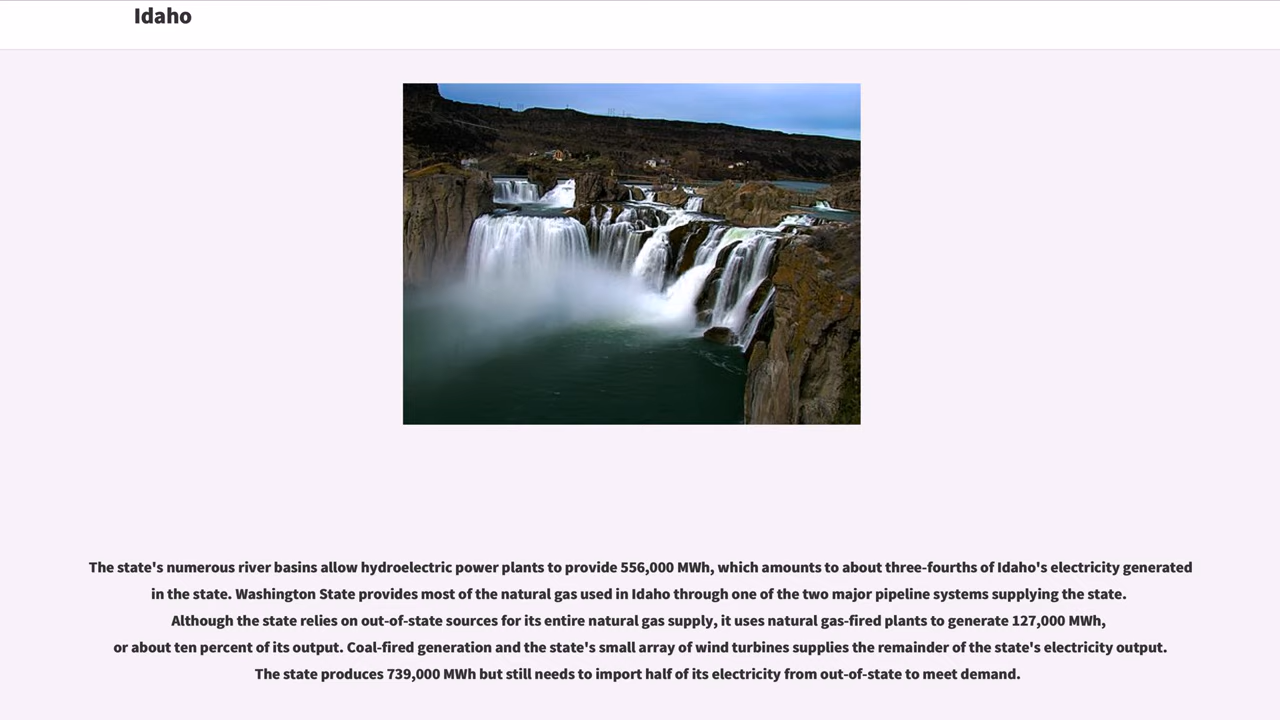 Idaho
The state's numerous river basins allow hydroelectric power plants to provide 556,000 MWh, which amounts to about three-fourths of Idaho's electricity generated
in the state. Washington State provides most of the natural gas used in Idaho through one of the two major pipeline systems supplying the state.
Although the state relies on out-of-state sources for its entire natural gas supply, it uses natural gas-fired plants to generate 127,000 MWh,
or about ten percent of its output. Coal-fired generation and the state's small array of wind turbines supplies the remainder of the state's electricity output.
The state produces 739,000 MWh but still needs to import half of its electricity from out-of-state to meet demand.